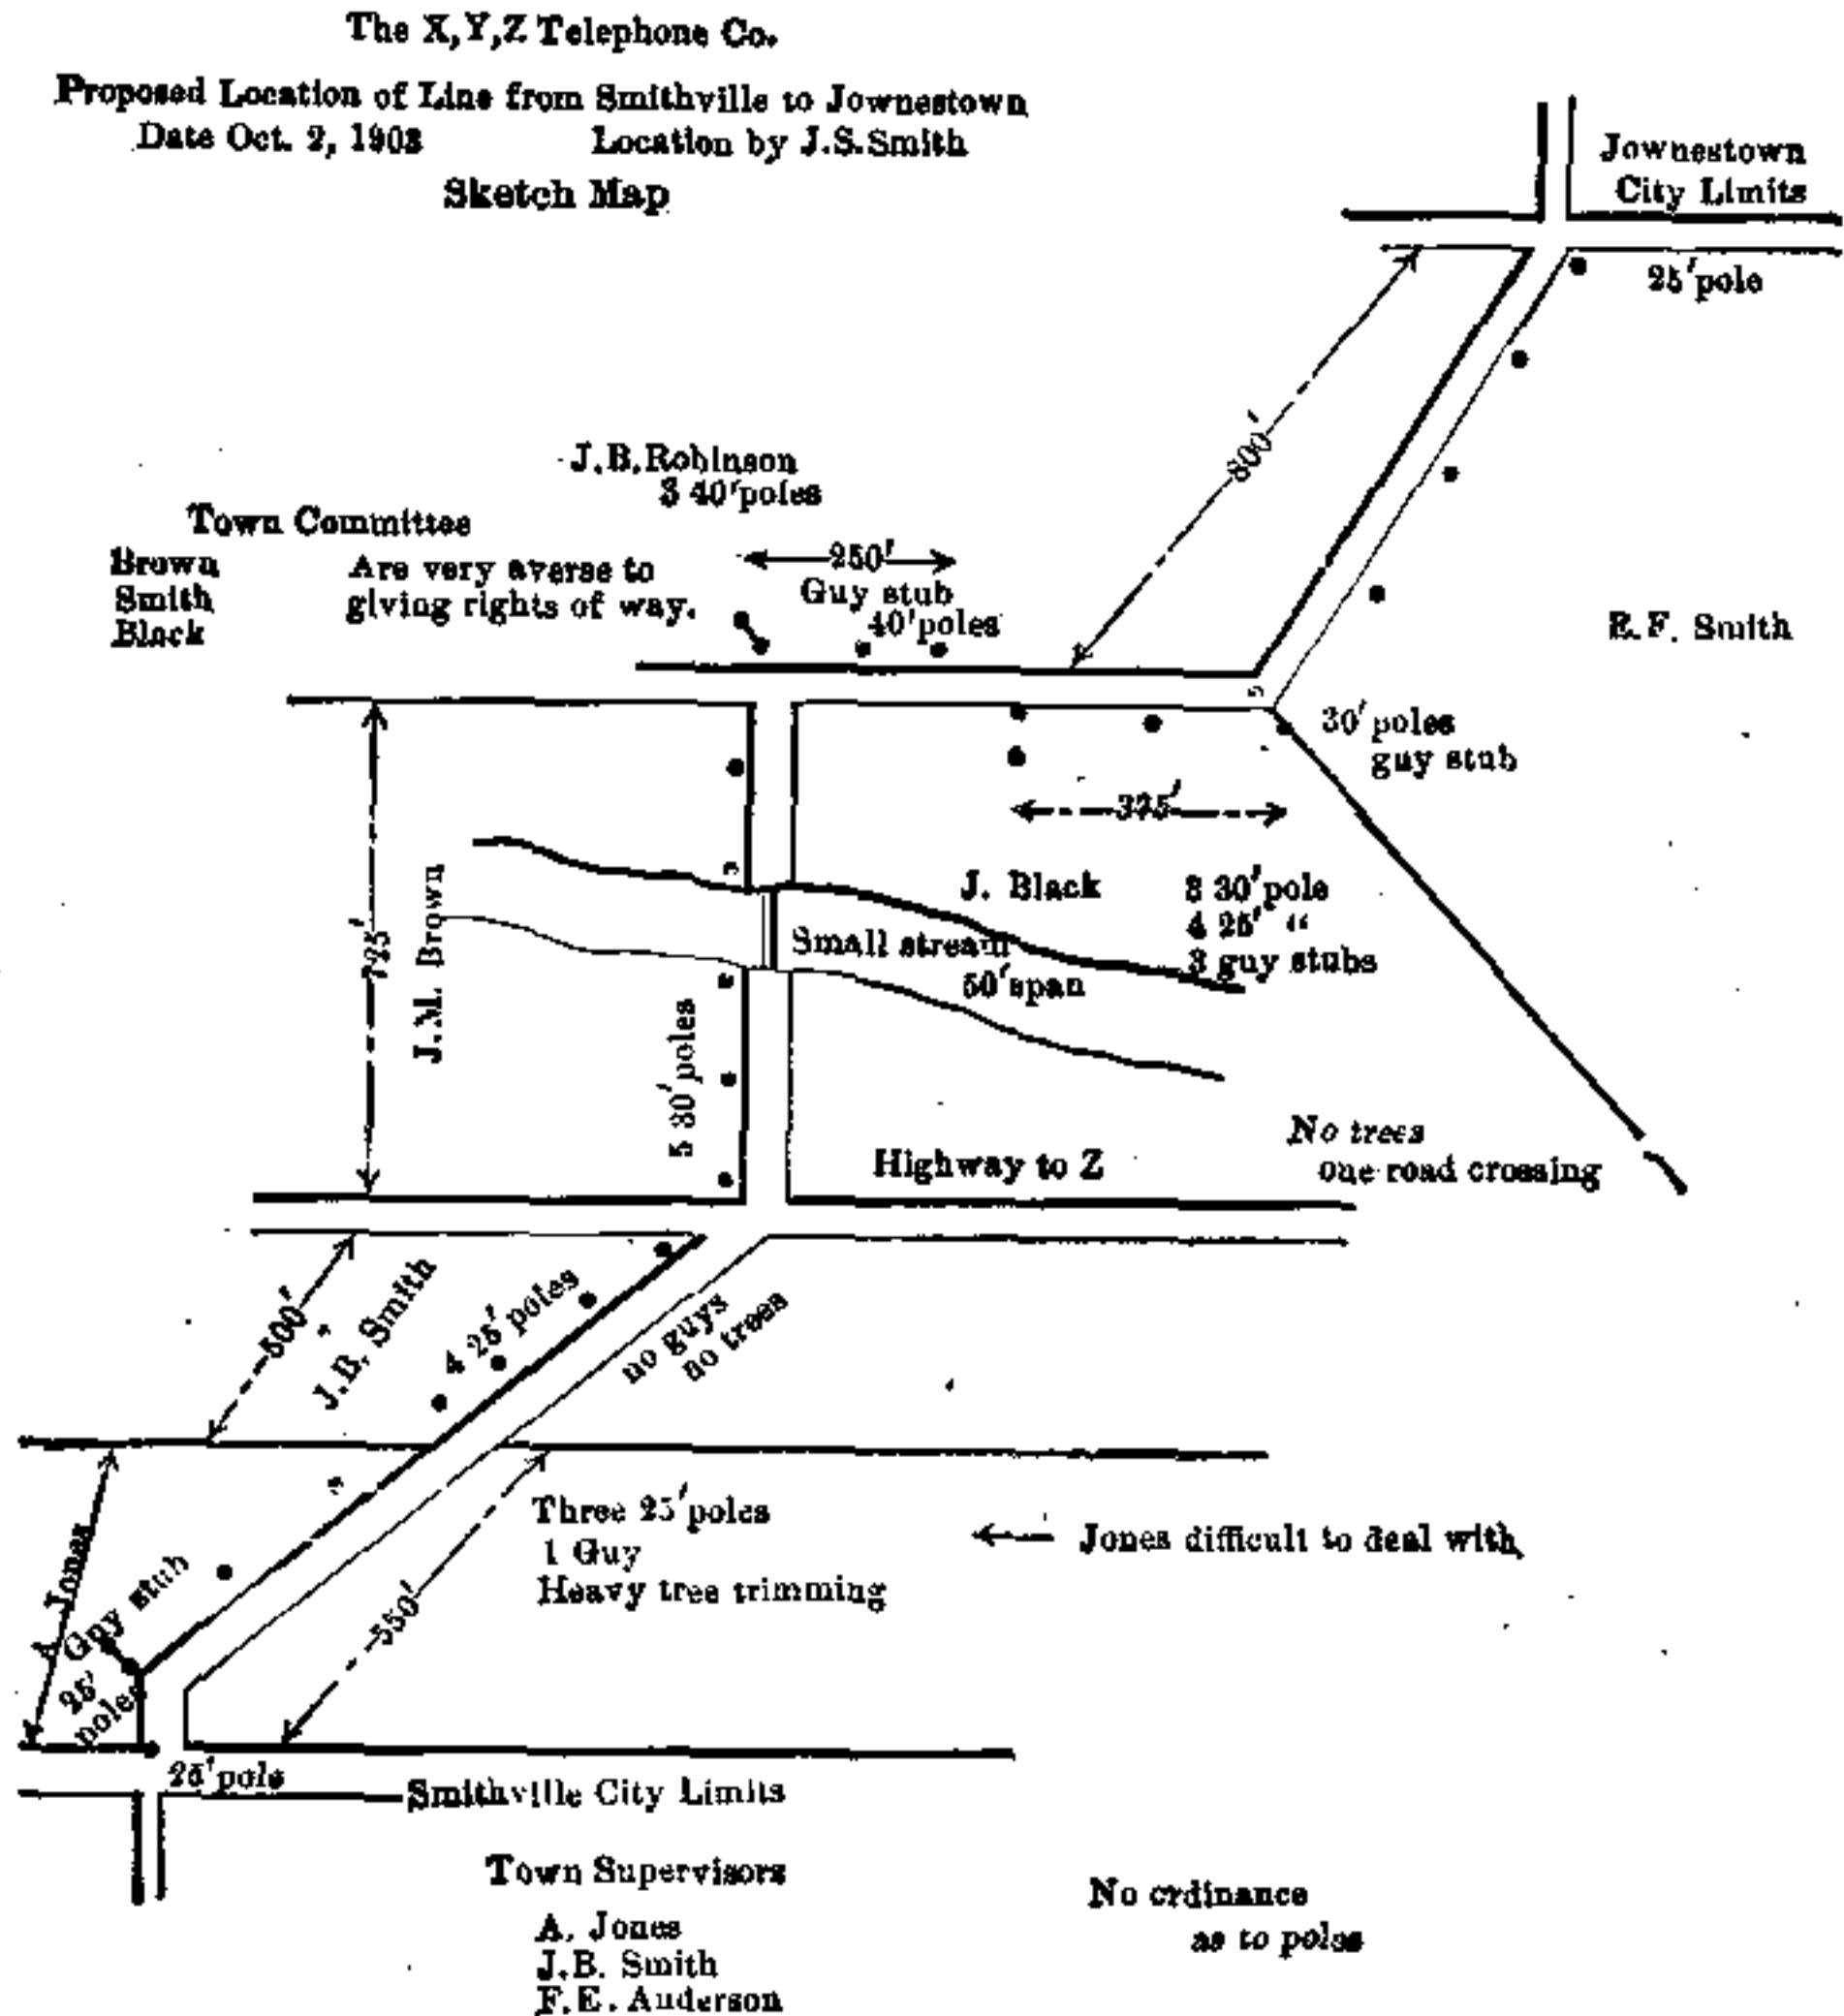 The X,Y,Z Telephone Co.
Proposed Location of Line from Smithville to Jownestown
Date Oct. 2, 1903 Location by J.S.Smith
Sketch Map
Jownestown
City Limits
25'pole
800'
J.B.Robinson
3 40'poles
Town Committee
Brown
Smith
Black
Are very averse to
giving rights of way.
250'
Guy stub
40'poles
R.F. Smith
30'poles
guy stub
325'
725'
J.M. Brown
J. Black
3 30'pole
4 25' "
3 guy stubs
Small stream
50'span
5 30'poles
Highway to Z
No trees
one road crossing
500'
J.B. Smith
4 25'poles
no guys
no trees
A Jones
Guy stub
25'
poles
Three 25'poles
1 Guy
Heavy tree trimming
550'
Jones difficult to deal with
25'pole
Smithville City Limits
Town Supervisors
A. Jones
J.B. Smith
F.E. Anderson
No ordinance
as to poles